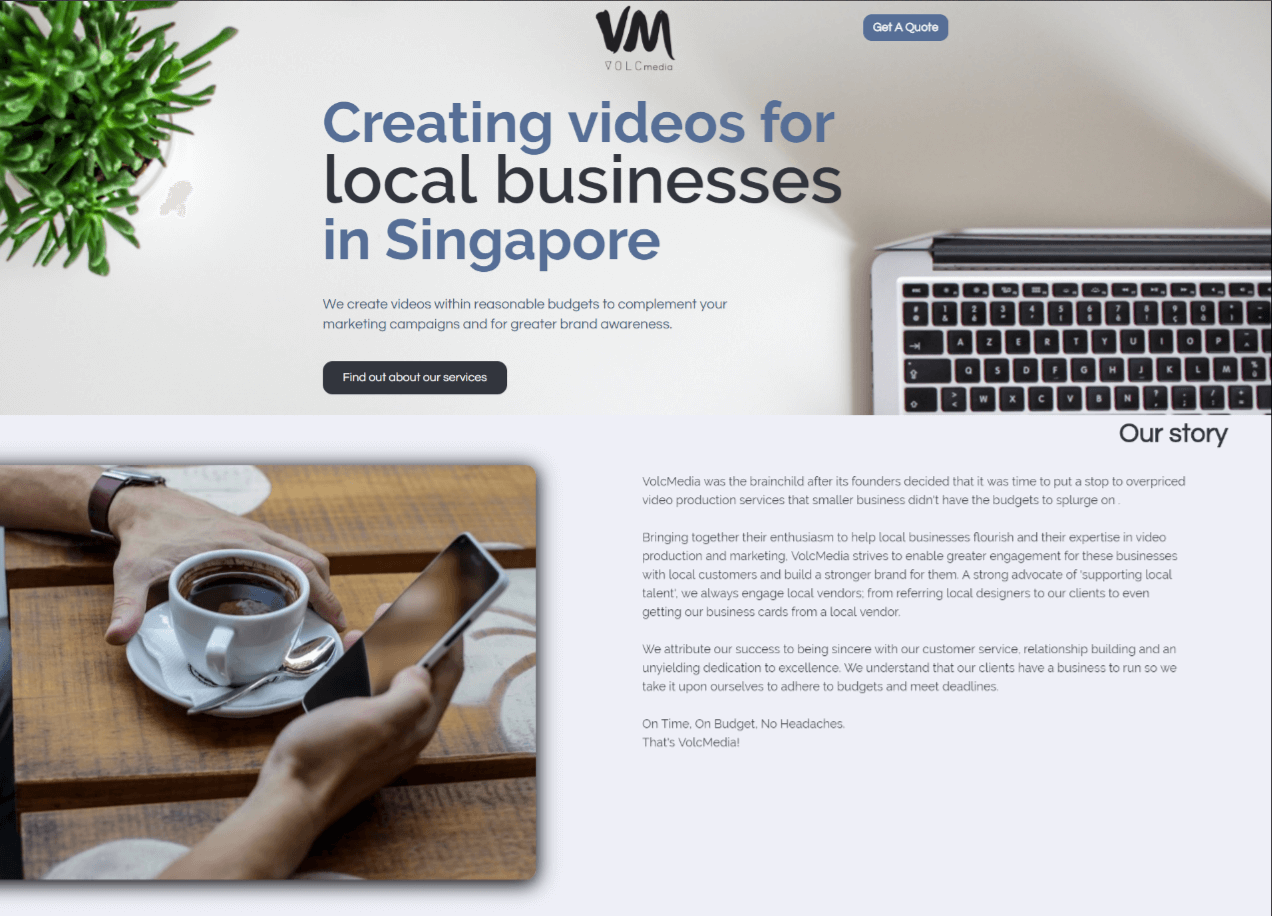 VM
VOLCmedia
Get A Quote
Creating videos for
local businesses
in Singapore
We create videos within reasonable budgets to complement your
marketing campaigns and for greater brand awareness.
Find out about our services
Our story
VolcMedia was the brainchild after its founders decided that it was time to put a stop to overpriced
video production services that smaller business didn't have the budgets to splurge on .
Bringing together their enthusiasm to help local businesses flourish and their expertise in video
production and marketing, VolcMedia strives to enable greater engagement for these businesses
with local customers and build a stronger brand for them. A strong advocate of 'supporting local
talent', we always engage local vendors; from referring local designers to our clients to even
getting our business cards from a local vendor.
We attribute our success to being sincere with our customer service, relationship building and an
unyielding dedication to excellence. We understand that our clients have a business to run so we
take it upon ourselves to adhere to budgets and meet deadlines.
On Time, On Budget, No Headaches.
That's VolcMedia!